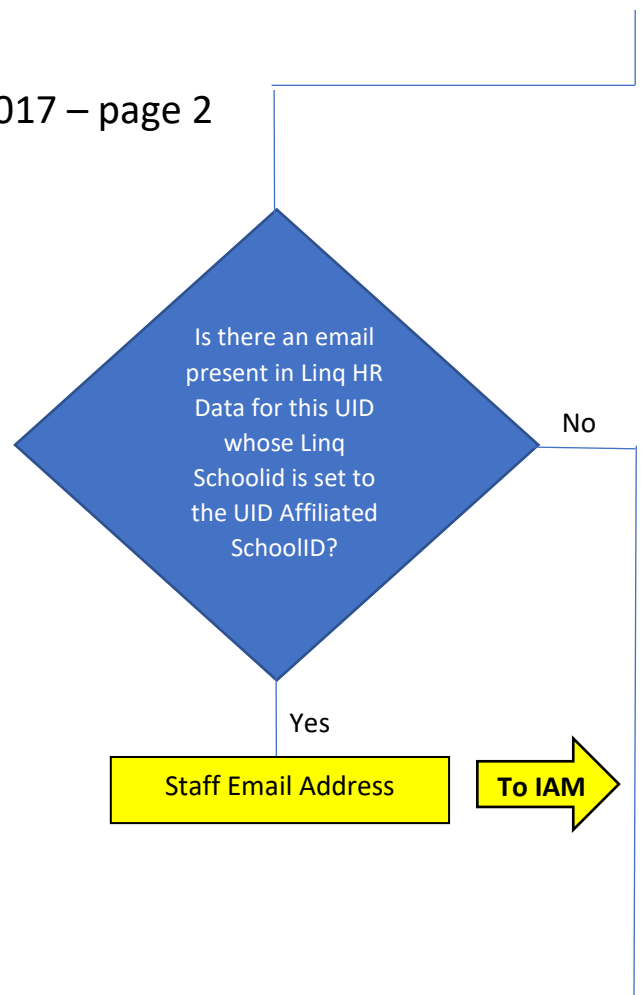 017 – page 2
Is there an email
present in Linq HR
Data for this UID
whose Linq
Schoolid is set to
the UID Affiliated
SchoolID?
No
Yes
Staff Email Address
To IAM